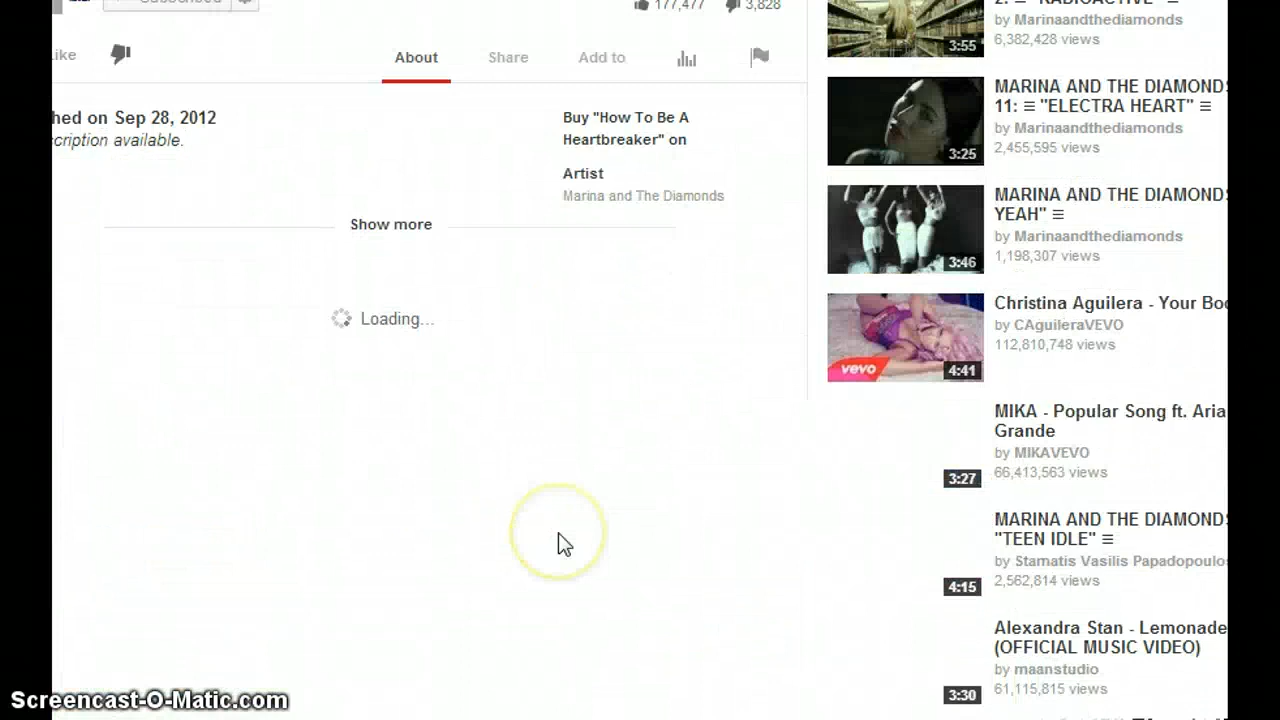 Subscribed
177,477
3,828
ike
About
Share
Add to
hed on Sep 28, 2012
cription available.
Buy "How To Be A
Heartbreaker" on
Artist
Marina and The Diamonds
Show more
Loading...
2: ≡ "RADIOACTIVE" ≡
by Marinaandthediamonds
6,382,428 views
3:55
MARINA AND THE DIAMONDS
11: ≡ "ELECTRA HEART" ≡
by Marinaandthediamonds
2,455,595 views
3:25
MARINA AND THE DIAMONDS
YEAH" ≡
by Marinaandthediamonds
1,198,307 views
3:46
Christina Aguilera - Your Bo
by CAguileraVEVO
112,810,748 views
vevo
4:41
MIKA - Popular Song ft. Aria
Grande
by MIKAVEVO
66,413,563 views
3:27
MARINA AND THE DIAMONDS
"TEEN IDLE" ≡
by Stamatis Vasilis Papadopoulos
2,562,814 views
4:15
Alexandra Stan - Lemonade
(OFFICIAL MUSIC VIDEO)
by maanstudio
61,115,815 views
3:30
Screencast-O-Matic.com